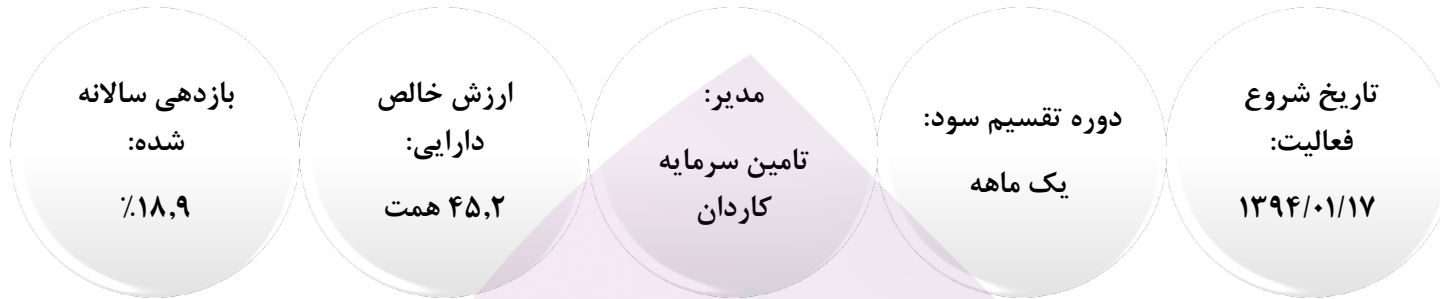 تاریخ شروع
فعالیت:
۱۳۹۴/۰۱/۱۷
دوره تقسیم سود:
یک ماهه
مدیر:
تامین سرمایه
کاردان
ارزش خالص
دارایی:
۴۵,۲ همت
بازدهی سالانه
شده:
٪۱۸,۹